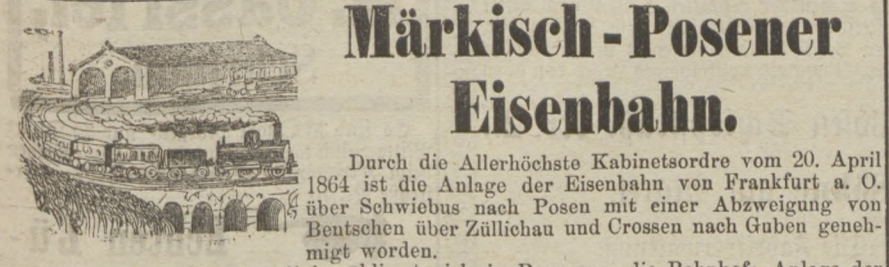 Märkisch-Posener
Eisenbahn.
Durch die Allerhöchste Kabinetsordre vom 20. April
1864 ist die Anlage der Eisenbahn von Frankfurt a. O.
über Schwiebus nach Posen mit einer Abzweigung von
Bentschen über Züllichau und Crossen nach Guben geneh-
migt worden.